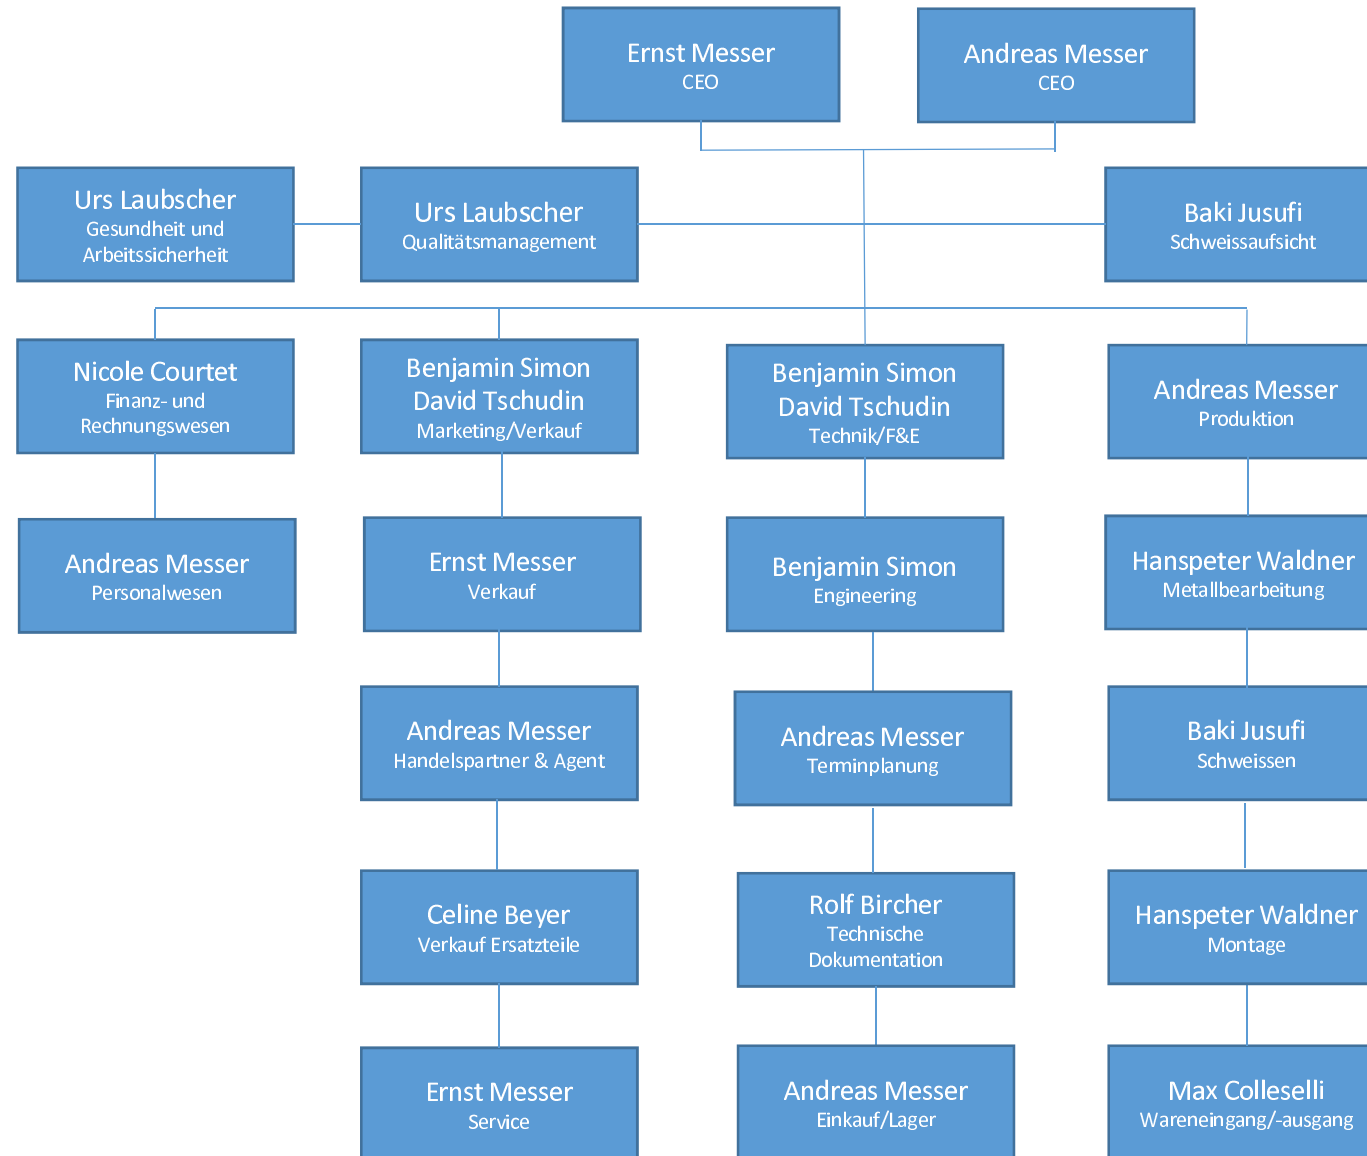 Ernst Messer
CEO
Andreas Messer
CEO
Urs Laubscher
Gesundheit und
Arbeitssicherheit
Urs Laubscher
Qualitätsmanagement
Baki Jusufi
Schweissaufsicht
Nicole Courtet
Finanz- und
Rechnungswesen
Benjamin Simon
David Tschudin
Marketing/Verkauf
Benjamin Simon
David Tschudin
Technik/F&E
Andreas Messer
Produktion
Andreas Messer
Personalwesen
Ernst Messer
Verkauf
Benjamin Simon
Engineering
Hanspeter Waldner
Metallbearbeitung
Andreas Messer
Handelspartner & Agent
Andreas Messer
Terminplanung
Baki Jusufi
Schweissen
Celine Beyer
Verkauf Ersatzteile
Rolf Bircher
Technische
Dokumentation
Hanspeter Waldner
Montage
Ernst Messer
Service
Andreas Messer
Einkauf/Lager
Max Colleselli
Wareneingang/-ausgang